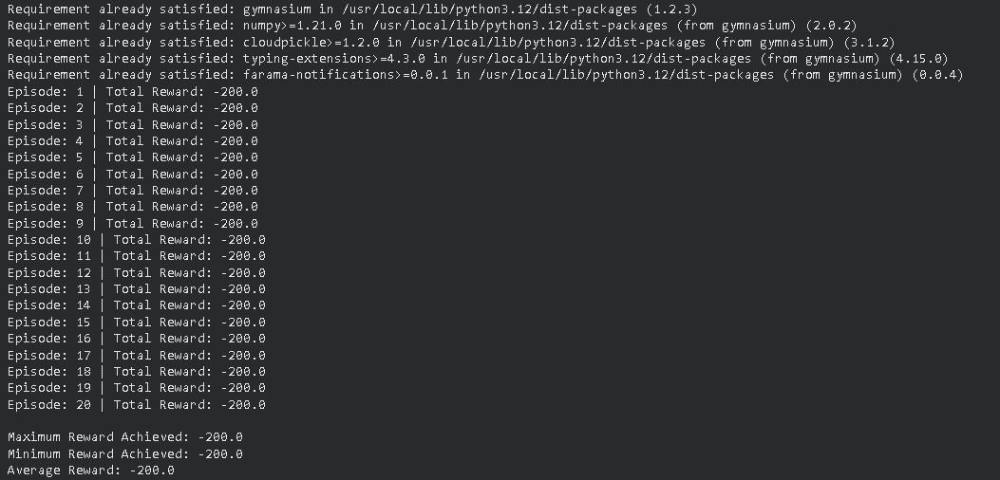 Requirement already satisfied: gymnasium in /usr/local/lib/python3.12/dist-packages (1.2.3)
Requirement already satisfied: numpy>=1.21.0 in /usr/local/lib/python3.12/dist-packages (from gymnasium) (2.0.2)
Requirement already satisfied: cloudpickle>=1.2.0 in /usr/local/lib/python3.12/dist-packages (from gymnasium) (3.1.2)
Requirement already satisfied: typing-extensions>=4.3.0 in /usr/local/lib/python3.12/dist-packages (from gymnasium) (4.15.0)
Requirement already satisfied: farama-notifications>=0.0.1 in /usr/local/lib/python3.12/dist-packages (from gymnasium) (0.0.4)
Episode: 1 | Total Reward: -200.0
Episode: 2 | Total Reward: -200.0
Episode: 3 | Total Reward: -200.0
Episode: 4 | Total Reward: -200.0
Episode: 5 | Total Reward: -200.0
Episode: 6 | Total Reward: -200.0
Episode: 7 | Total Reward: -200.0
Episode: 8 | Total Reward: -200.0
Episode: 9 | Total Reward: -200.0
Episode: 10 | Total Reward: -200.0
Episode: 11 | Total Reward: -200.0
Episode: 12 | Total Reward: -200.0
Episode: 13 | Total Reward: -200.0
Episode: 14 | Total Reward: -200.0
Episode: 15 | Total Reward: -200.0
Episode: 16 | Total Reward: -200.0
Episode: 17 | Total Reward: -200.0
Episode: 18 | Total Reward: -200.0
Episode: 19 | Total Reward: -200.0
Episode: 20 | Total Reward: -200.0

Maximum Reward Achieved: -200.0
Minimum Reward Achieved: -200.0
Average Reward: -200.0